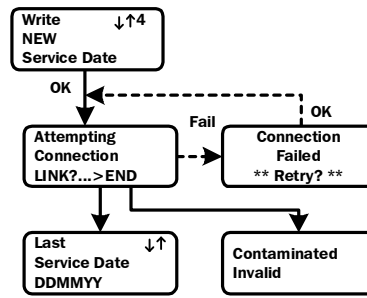 Write ↓↑4
NEW
Service Date
OK
Fail
OK
Attempting
Connection
LINK?...>END
Connection
Failed
** Retry? **
Last ↓↑
Service Date
DDMMYY
Contaminated
Invalid